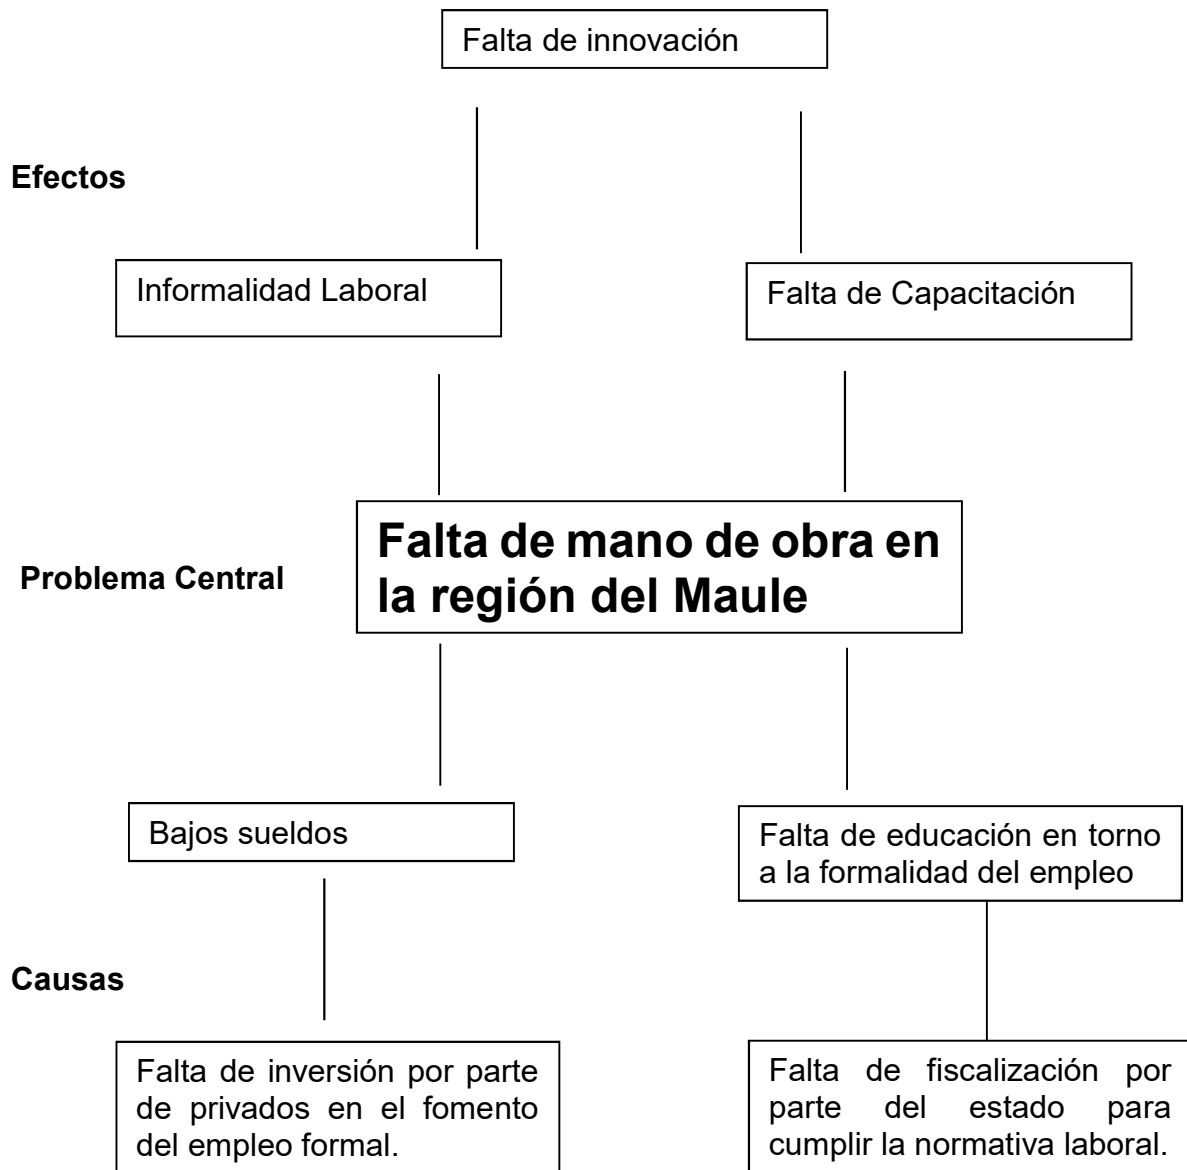 Falta de innovación
Efectos
Informalidad Laboral
Falta de Capacitación
Falta de mano de obra en
la región del Maule
Problema Central
Bajos sueldos
Falta de educación en torno
a la formalidad del empleo
Causas
Falta de inversión por parte
de privados en el fomento
del empleo formal.
Falta de fiscalización por
parte del estado para
cumplir la normativa laboral.